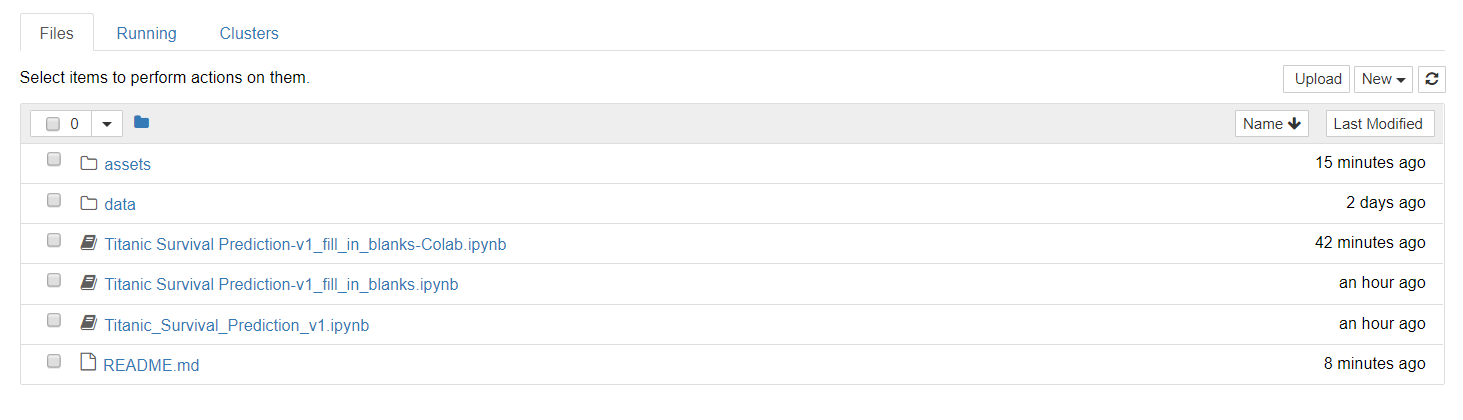 Files Running Clusters
Select items to perform actions on them.
Upload New
0 Name Last Modified
assets 15 minutes ago
data 2 days ago
Titanic Survival Prediction-v1_fill_in_blanks-Colab.ipynb 42 minutes ago
Titanic Survival Prediction-v1_fill_in_blanks.ipynb an hour ago
Titanic_Survival_Prediction_v1.ipynb an hour ago
README.md 8 minutes ago